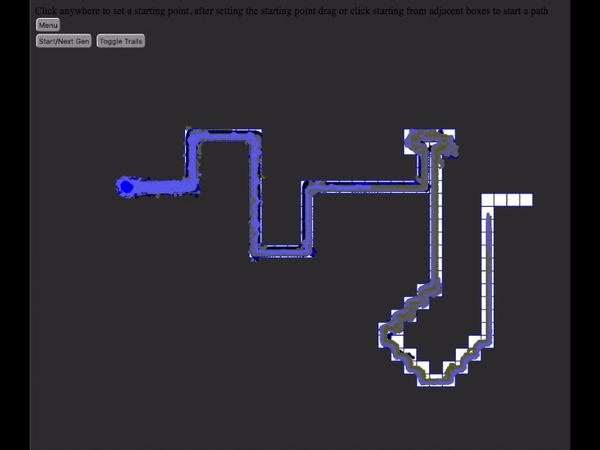 Click anywhere to set a starting point, after setting the starting point drag or click starting from adjacent boxes to start a path
Menu
Start/Next Gen Toggle Trails